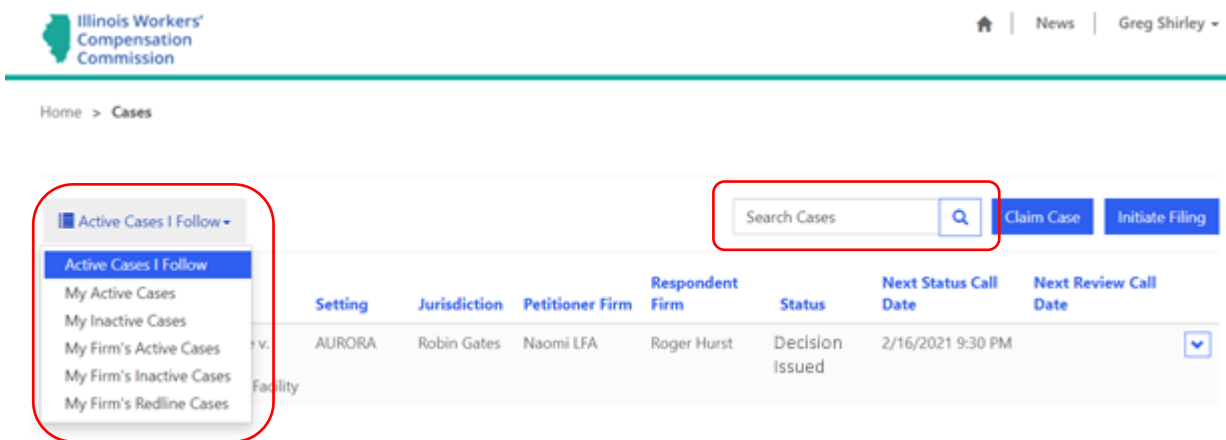 Illinois Workers'
Compensation
Commission
News
Greg Shirley
Home > Cases
Active Cases I Follow
Search Cases
Claim Case
Initiate Filing
Active Cases I Follow
My Active Cases
My Inactive Cases
My Firm's Active Cases
My Firm's Inactive Cases
My Firm's Redline Cases
Setting
Jurisdiction
Petitioner Firm
Respondent
Firm
Status
Next Status Call
Date
Next Review Call
Date
v.
Facility
AURORA
Robin Gates
Naomi LFA
Roger Hurst
Decision
Issued
2/16/2021 9:30 PM